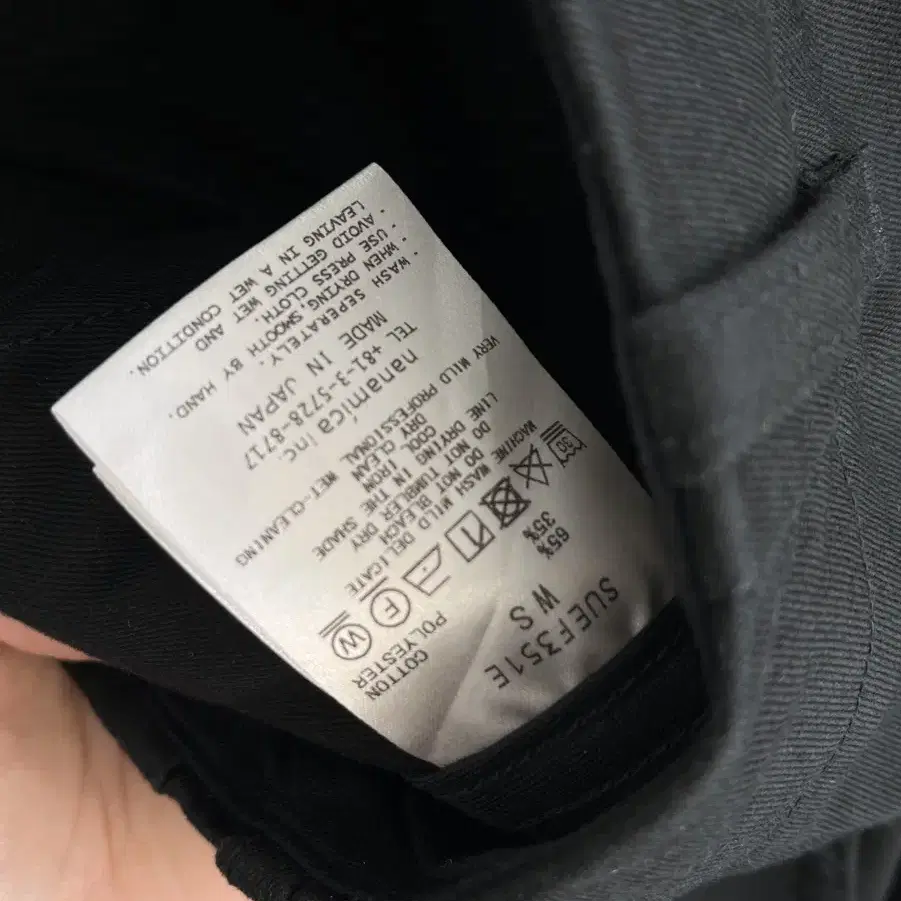 SUEF351E
W S
65% COTTON
35% POLYESTER
30 F W
MACHINE WASH MILD DELICATE
DO NOT BLEACH
DO NOT TUMBLER DRY
LINE DRYING IN THE SHADE
COOL IRON
DRY CLEAN
VERY MILD PROFESSIONAL WET-CLEANING
nanamica inc.
TEL +81-3-5728-8717
MADE IN JAPAN
・WASH SEPERATELY.
・WHEN DRYING,SMOOTH BY HAND.
・USE PRESS CLOTH.
・AVOID GETTING WET AND
LEAVING IN A WET CONDITION.